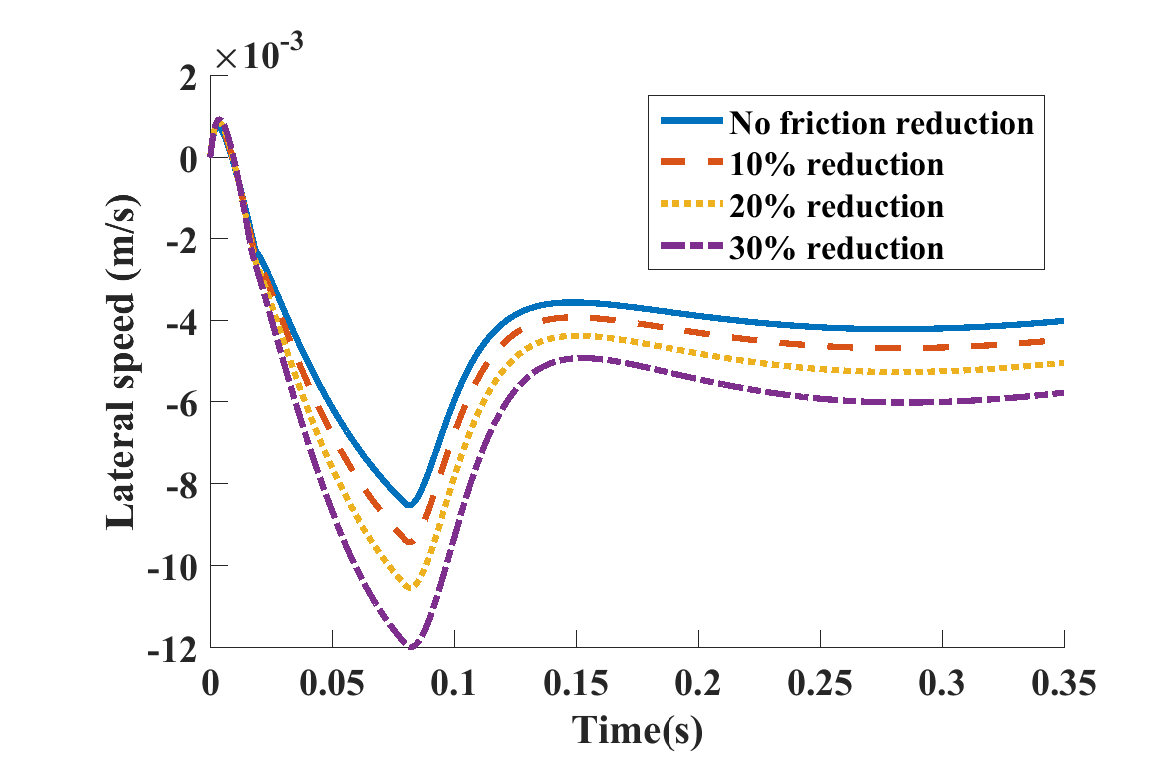 ×10-3
2
0
-2
-4
-6
-8
-10
-12
Lateral speed (m/s)
No friction reduction
10% reduction
20% reduction
30% reduction
0 0.05 0.1 0.15 0.2 0.25 0.3 0.35
Time(s)